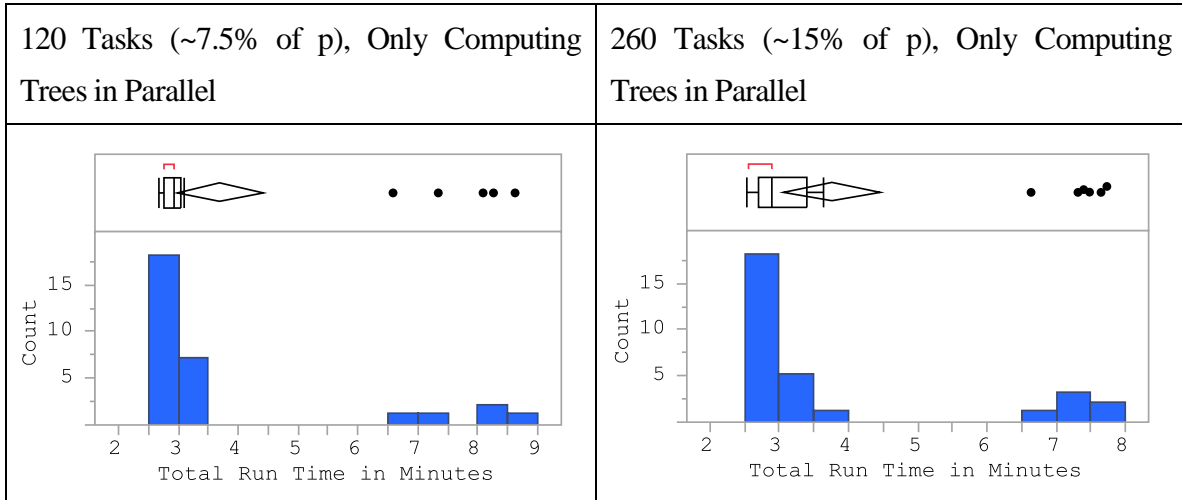 120 Tasks (~7.5% of p), Only Computing
Trees in Parallel
260 Tasks (~15% of p), Only Computing
Trees in Parallel
15
10
5
Count
2 3 4 5 6 7 8 9
Total Run Time in Minutes
15
10
5
Count
2 3 4 5 6 7 8
Total Run Time in Minutes